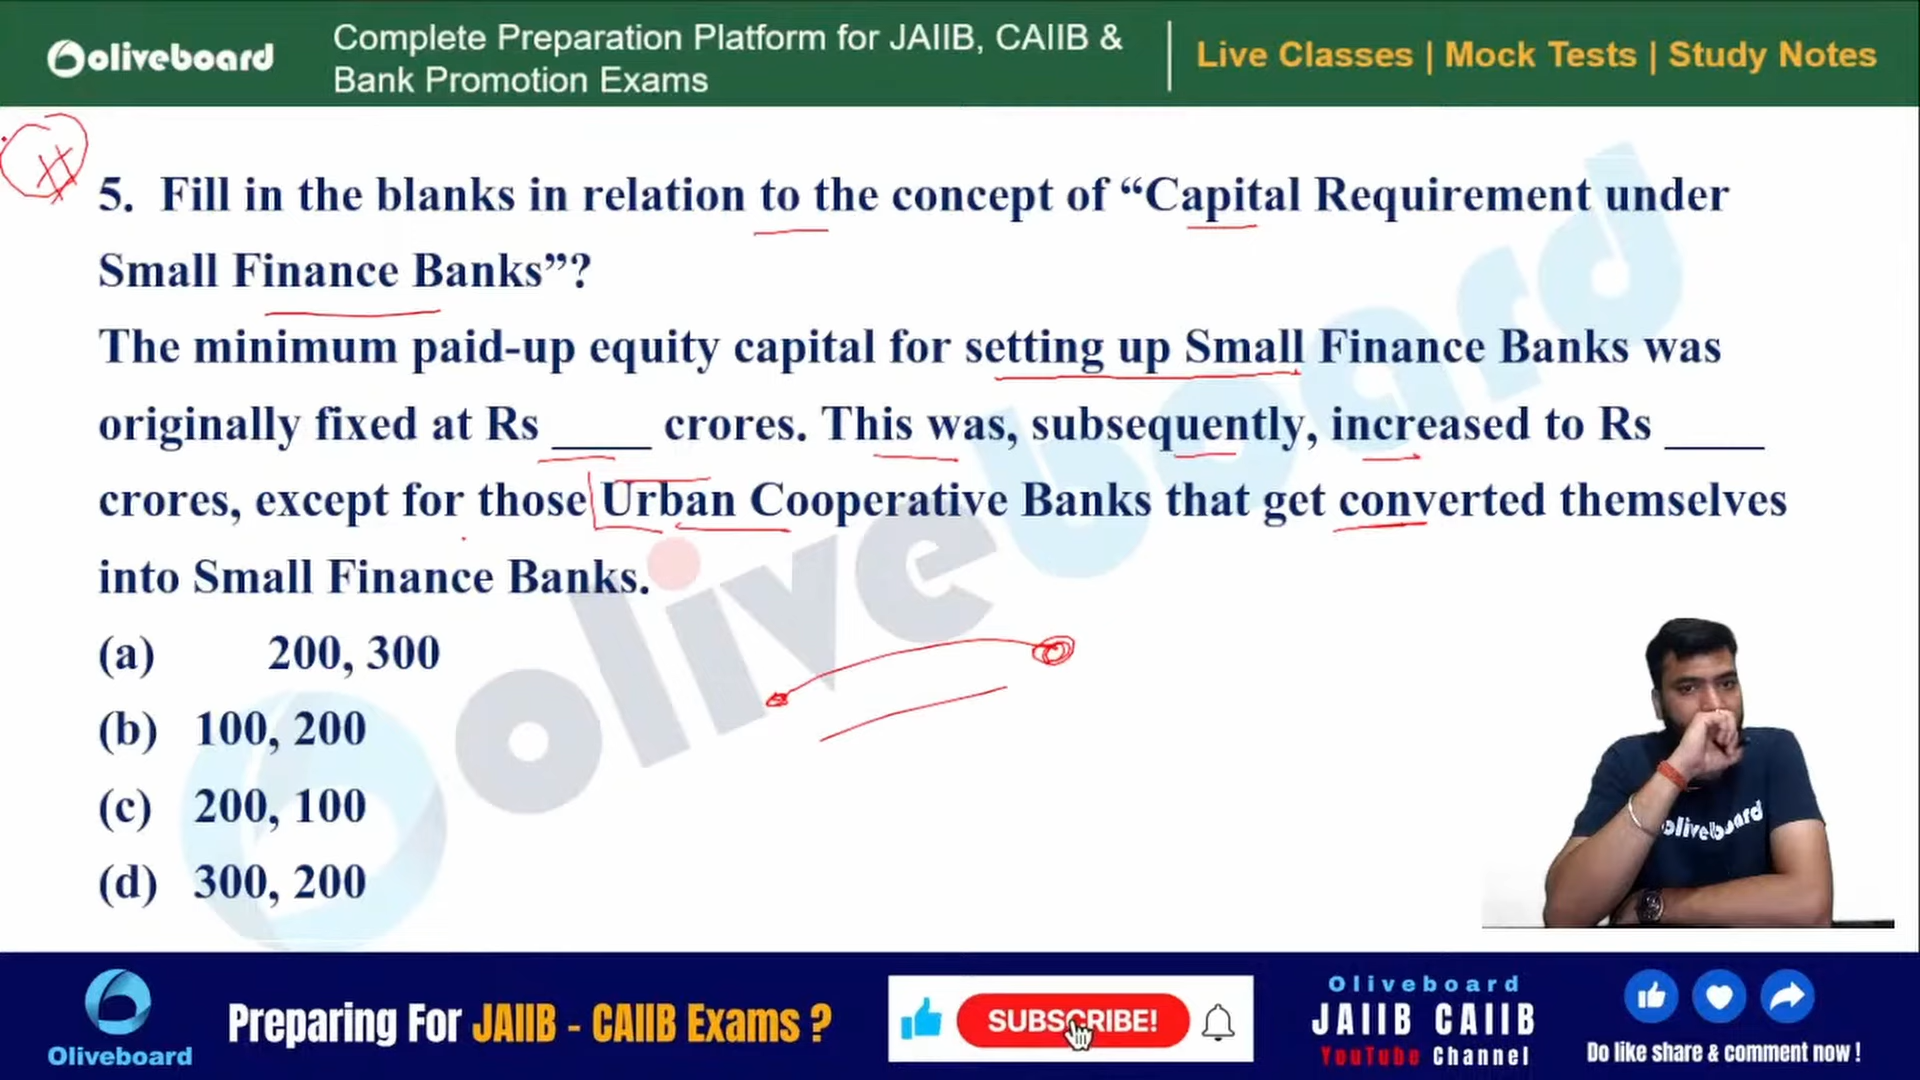 oliveboard
Complete Preparation Platform for JAIIB, CAIIB &
Bank Promotion Exams
Live Classes | Mock Tests | Study Notes
5. Fill in the blanks in relation to the concept of “Capital Requirement under
Small Finance Banks”?
The minimum paid-up equity capital for setting up Small Finance Banks was
originally fixed at Rs ____ crores. This was, subsequently, increased to Rs ____
crores, except for those Urban Cooperative Banks that get converted themselves
into Small Finance Banks.
(a) 200, 300
(b) 100, 200
(c) 200, 100
(d) 300, 200
oliveboard
oliveboard
Oliveboard
Preparing For JAIIB - CAIIB Exams ?
SUBSCRIBE!
Oliveboard
JAIIB CAIIB
YouTube Channel
Do like share & comment now !